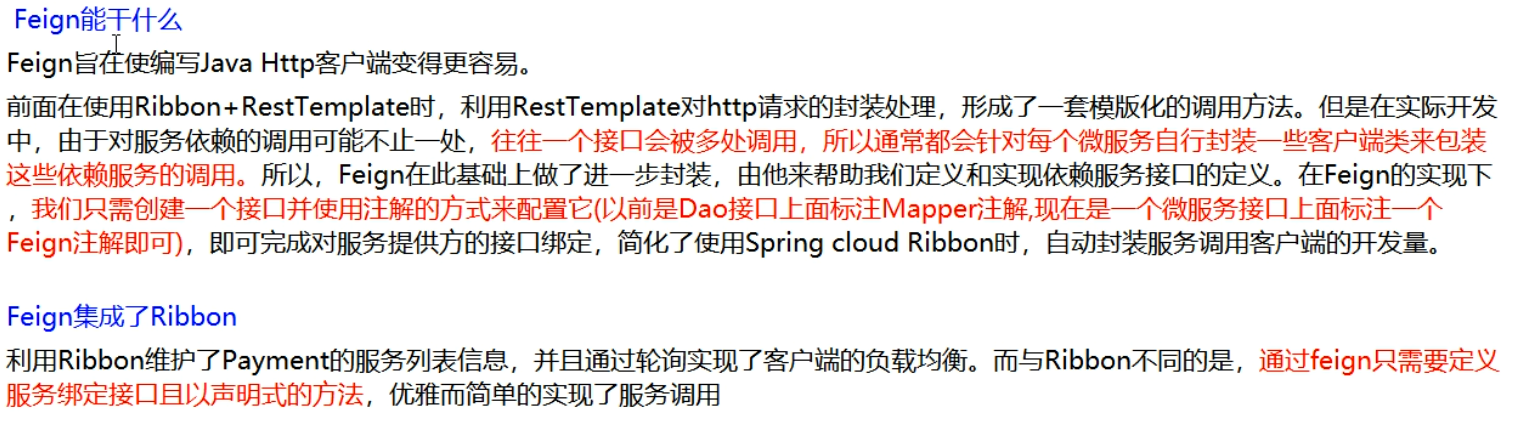 Feign能干什么
Feign旨在使编写Java Http客户端变得更容易。
前面在使用Ribbon+RestTemplate时，利用RestTemplate对http请求的封装处理，形成了一套模版化的调用方法。但是在实际开发
中，由于对服务依赖的调用可能不止一处，往往一个接口会被多处调用，所以通常都会针对每个微服务自行封装一些客户端类来包装
这些依赖服务的调用。所以，Feign在此基础上做了进一步封装，由他来帮助我们定义和实现依赖服务接口的定义。在Feign的实现下
，我们只需创建一个接口并使用注解的方式来配置它(以前是Dao接口上面标注Mapper注解,现在是一个微服务接口上面标注一个
Feign注解即可)，即可完成对服务提供方的接口绑定，简化了使用Spring cloud Ribbon时，自动封装服务调用客户端的开发量。
Feign集成了Ribbon
利用Ribbon维护了Payment的服务列表信息，并且通过轮询实现了客户端的负载均衡。而与Ribbon不同的是，通过feign只需要定义
服务绑定接口且以声明式的方法，优雅而简单的实现了服务调用